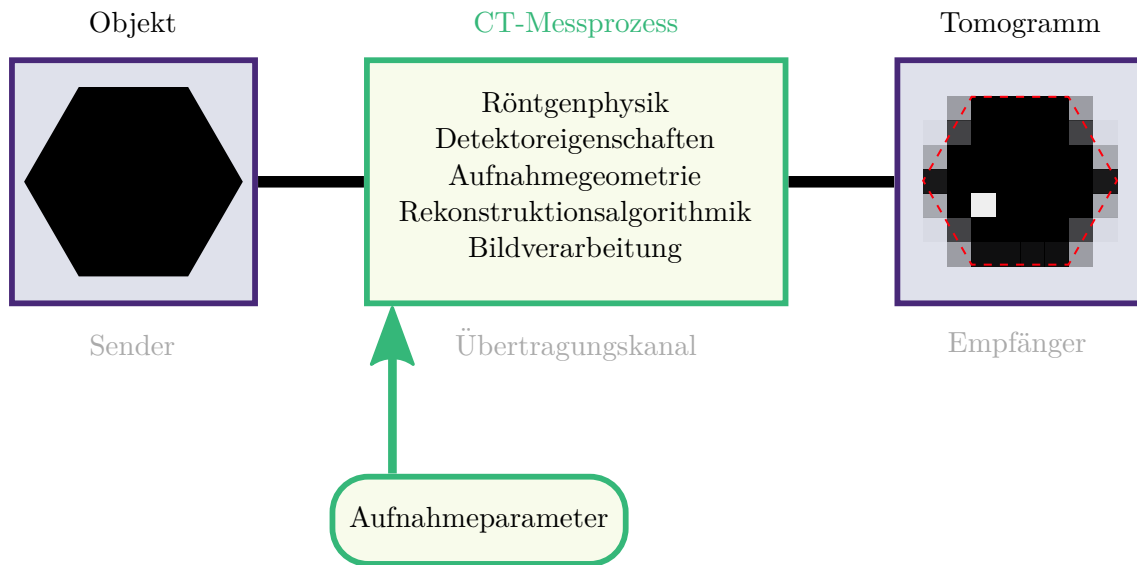 Objekt
CT-Messprozess
Tomogramm
Röntgenphysik
Detektoreigenschaften
Aufnahmegeometrie
Rekonstruktionsalgorithmik
Bildverarbeitung
Sender
Übertragungskanal
Empfänger
Aufnahmeparameter